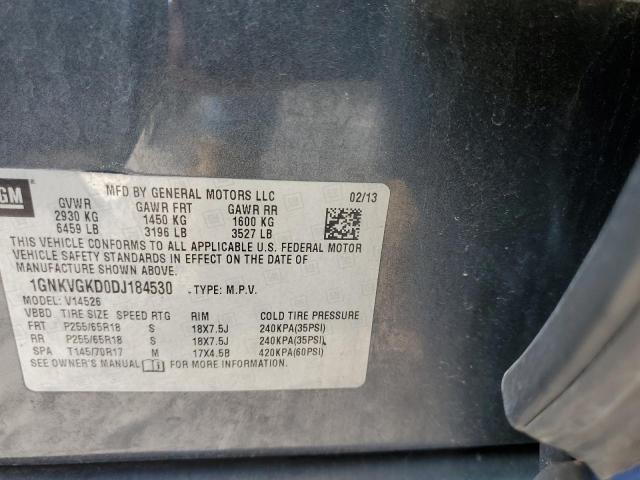 GM
MFD BY GENERAL MOTORS LLC 02/13
GVWR GAWR FRT GAWR RR
2930 KG 1450 KG 1600 KG
6459 LB 3196 LB 3527 LB
THIS VEHICLE CONFORMS TO ALL APPLICABLE U.S. FEDERAL MOTOR
VEHICLE SAFETY STANDARDS IN EFFECT ON THE DATE OF
MANUFACTURE SHOWN ABOVE.
1GNKVGKD0DJ184530 TYPE: M.P.V.
MODEL: V14526
VBBD TIRE SIZE SPEED RTG RIM COLD TIRE PRESSURE
FRT P255/65R18 S 18X7.5J 240KPA(35PSI)
RR P255/65R18 S 18X7.5J 240KPA(35PSI)
SPA T145/70R17 M 17X4.5B 420KPA(60PSI)
SEE OWNER'S MANUAL FOR MORE INFORMATION.